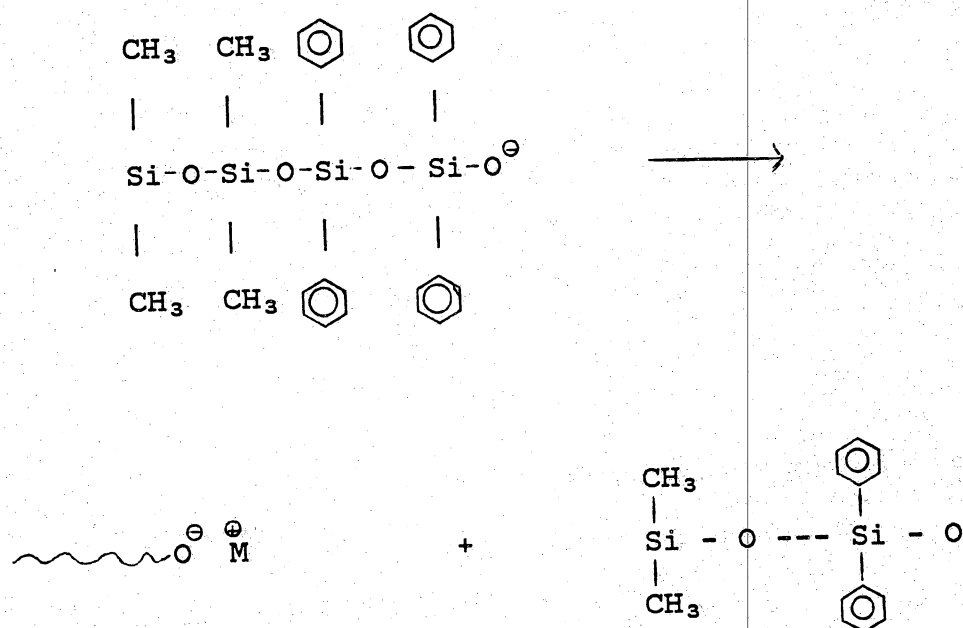 CH₃ CH₃
Si-O-Si-O-Si-O-Si-O⊖
CH₃ CH₃
CH₃
O⊖ M⊕ + Si - O --- Si - O
CH₃